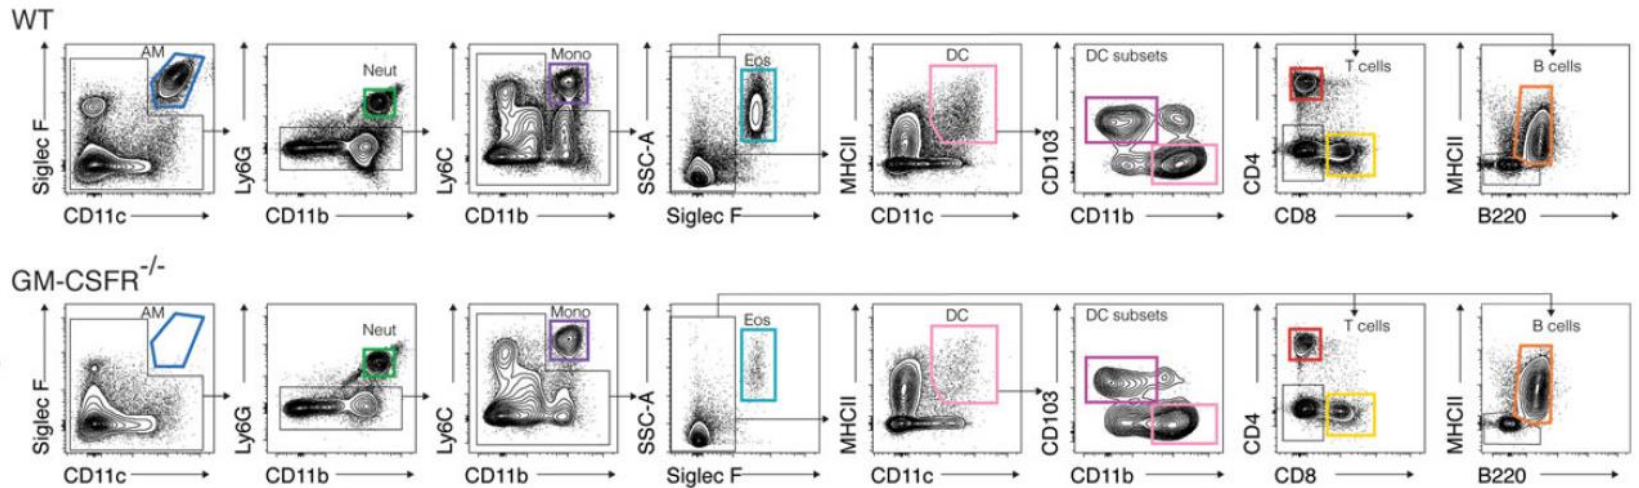 WT
AM
Neut
Mono
Eos
DC
DC subsets
T cells
B cells
Siglec F
CD11c
Ly6G
CD11b
Ly6C
CD11b
SSC-A
Siglec F
MHCII
CD11c
CD103
CD11b
CD4
CD8
MHCII
B220
GM-CSFR-/-
AM
Neut
Mono
Eos
DC
DC subsets
T cells
B cells
Siglec F
CD11c
Ly6G
CD11b
Ly6C
CD11b
SSC-A
Siglec F
MHCII
CD11c
CD103
CD11b
CD4
CD8
MHCII
B220